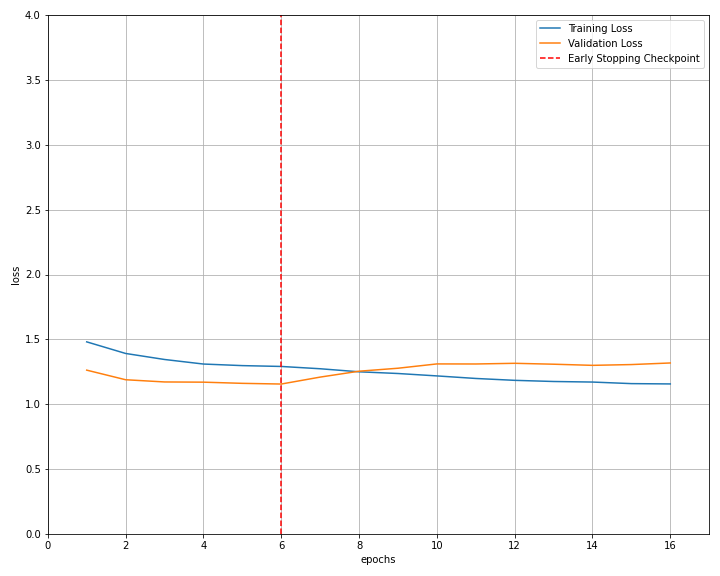 Training Loss
Validation Loss
Early Stopping Checkpoint
4.0
3.5
3.0
2.5
2.0
1.5
1.0
0.5
0.0
loss
0 2 4 6 8 10 12 14 16
epochs